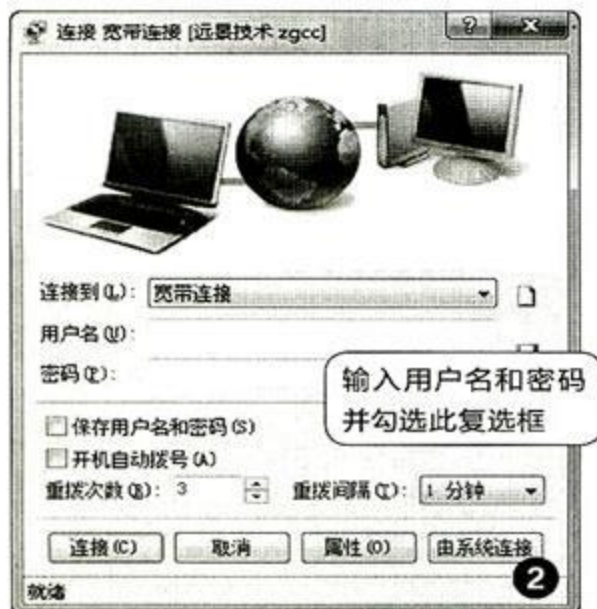 连接 宽带连接 [远景技术 zgcc]
连接到(L): 宽带连接
用户名(U):
密码(P):
输入用户名和密码
并勾选此复选框
保存用户名和密码(S)
开机自动拨号(A)
重拨次数(B): 3 重拨间隔(T): 1 分钟
连接(C) 取消 属性(O) 由系统连接
就绪
2